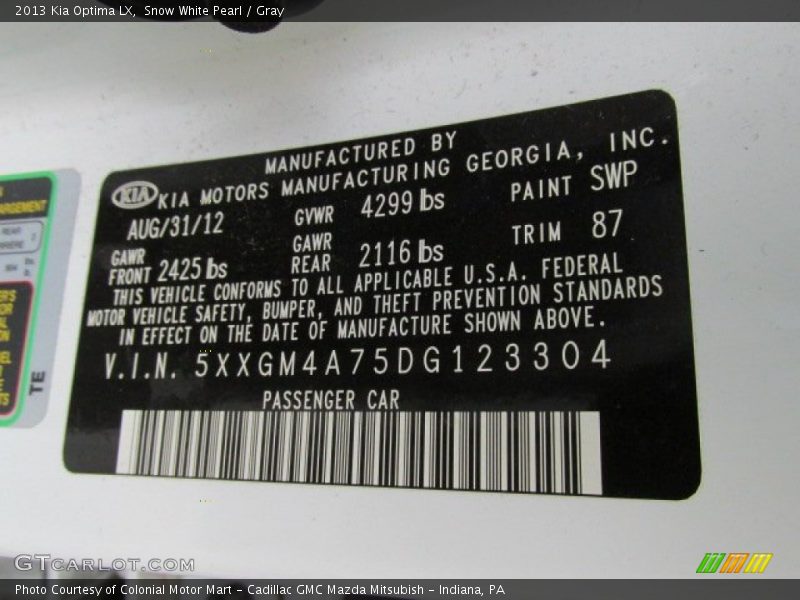 2013 Kia Optima LX, Snow White Pearl / Gray
MANUFACTURED BY
KIA KIA MOTORS MANUFACTURING GEORGIA, INC.
AUG/31/12 GVWR 4299 lbs PAINT SWP
GAWR FRONT 2425 lbs GAWR REAR 2116 lbs TRIM 87
THIS VEHICLE CONFORMS TO ALL APPLICABLE U.S.A. FEDERAL
MOTOR VEHICLE SAFETY, BUMPER, AND THEFT PREVENTION STANDARDS
IN EFFECT ON THE DATE OF MANUFACTURE SHOWN ABOVE.
V.I.N. 5XXGM4A75DG123304
PASSENGER CAR
REAR
TE
GTCARLOT.COM
Photo Courtesy of Colonial Motor Mart – Cadillac GMC Mazda Mitsubish – Indiana, PA